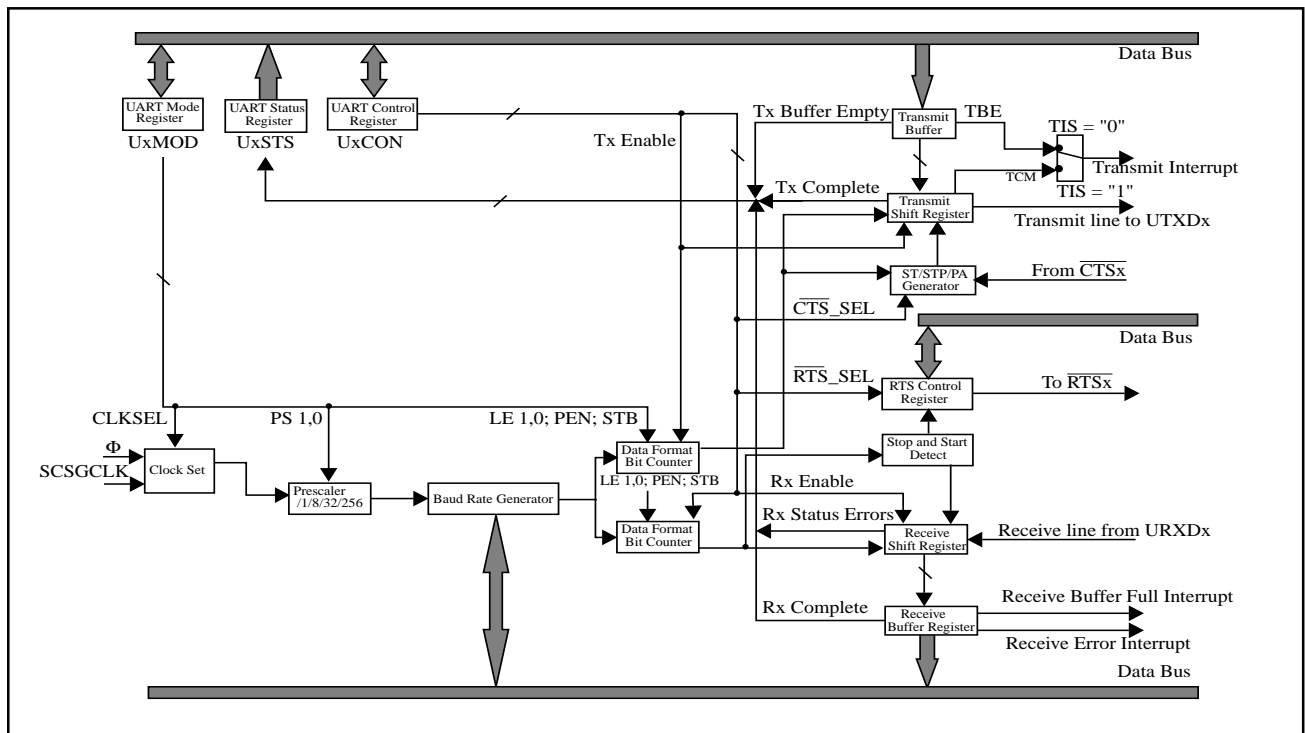 Data Bus
UART Mode
Register
UxMOD
UART Status
Register
UxSTS
UART Control
Register
UxCON
Tx Enable
Tx Buffer Empty
Transmit
Buffer
TBE
TIS = "0"
Transmit Interrupt
TCM
TIS = "1"
Tx Complete
Transmit
Shift Register
Transmit line to UTXDx
ST/STP/PA
Generator
From C̅T̅S̅x̅
C̅T̅S̅_SEL
Data Bus
R̅T̅S̅_SEL
RTS Control
Register
To R̅T̅S̅x̅
CLKSEL
PS 1,0
LE 1,0; PEN; STB
Φ
SCSGCLK
Clock Set
Prescaler
/1/8/32/256
Baud Rate Generator
Data Format
Bit Counter
LE 1,0; PEN; STB
Data Format
Bit Counter
Stop and Start
Detect
Rx Enable
Rx Status Errors
Receive
Shift Register
Receive line from URXDx
Rx Complete
Receive
Buffer Register
Receive Buffer Full Interrupt
Receive Error Interrupt
Data Bus